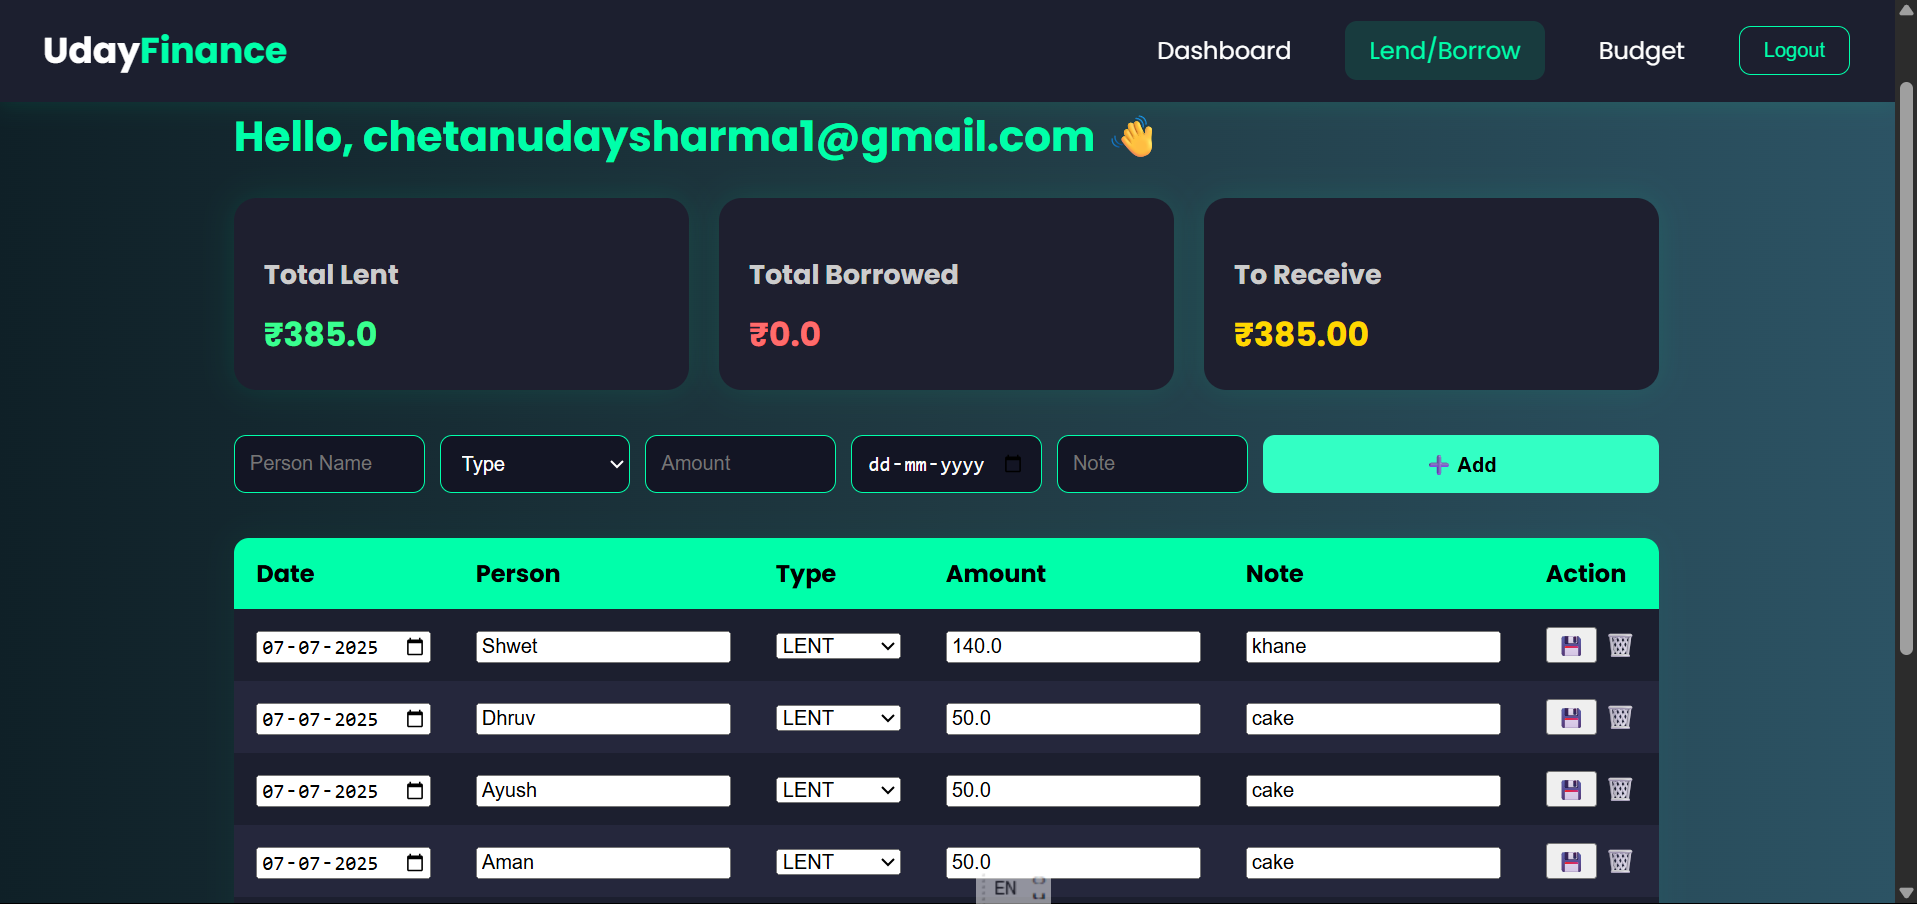 UdayFinance Dashboard Lend/Borrow Budget Logout
Hello, chetanudaysharma1@gmail.com 👋
Total Lent Total Borrowed To Receive
₹385.0 ₹0.0 ₹385.00
Person Name Type Amount dd-mm-yyyy Note ➕ Add
Date Person Type Amount Note Action
07-07-2025 Shwet LENT 140.0 khane
07-07-2025 Dhruv LENT 50.0 cake
07-07-2025 Ayush LENT 50.0 cake
07-07-2025 Aman LENT 50.0 cake
EN